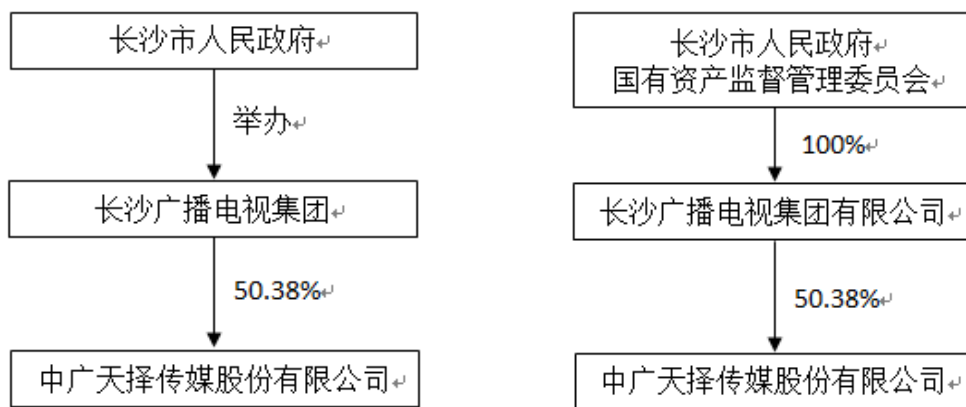 长沙市人民政府
举办
长沙广播电视集团
50.38%
中广天择传媒股份有限公司
长沙市人民政府
国有资产监督管理委员会
100%
长沙广播电视集团有限公司
50.38%
中广天择传媒股份有限公司